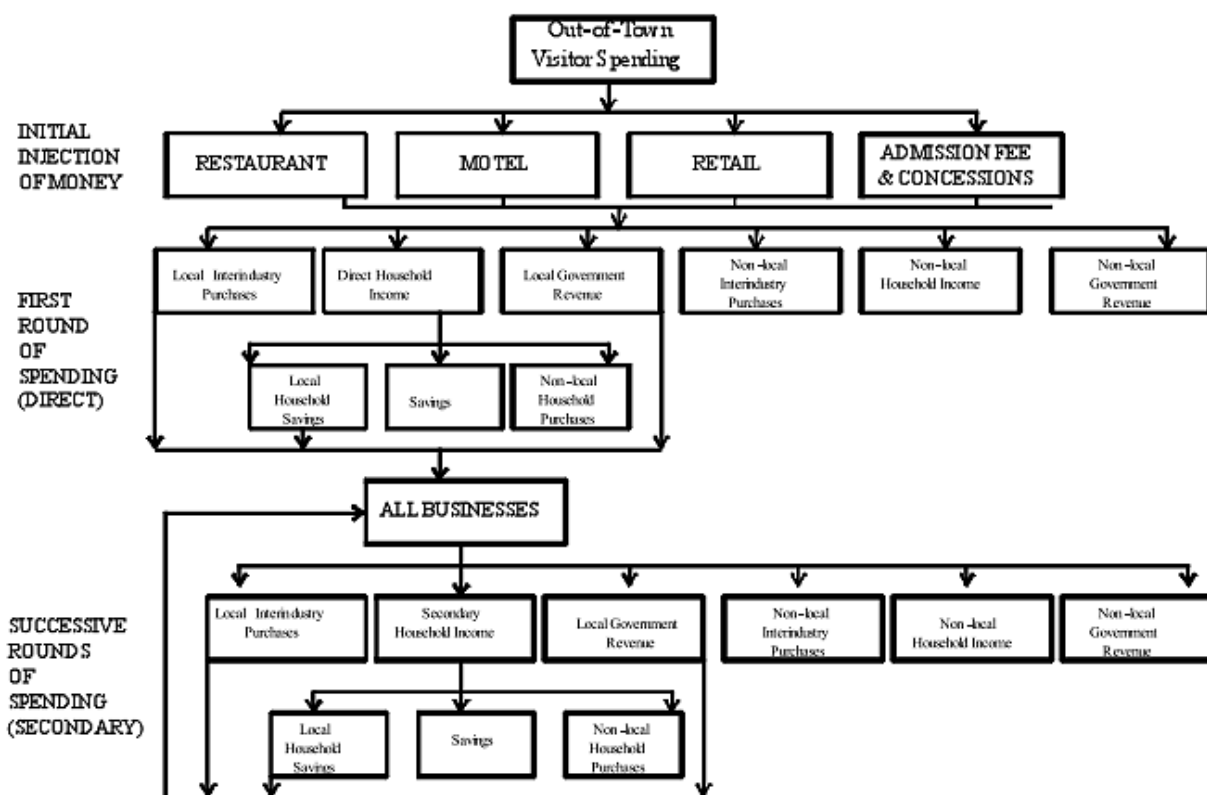 Out-of-Town
Visitor Spending
INITIAL
INJECTION
OF MONEY
RESTAURANT
MOTEL
RETAIL
ADMISSION FEE
& CONCESSIONS
FIRST
ROUND
OF
SPENDING
(DIRECT)
Local Interindustry
Purchases
Direct Household
Income
Local Government
Revenue
Non-local
Interindustry
Purchases
Non-local
Household Income
Non-local
Government
Revenue
Local
Household
Savings
Savings
Non-local
Household
Purchases
ALL BUSINESSES
SUCCESSIVE
ROUNDS
OF
SPENDING
(SECONDARY)
Local Interindustry
Purchases
Secondary
Household Income
Local Government
Revenue
Non-local
Interindustry
Purchases
Non-local
Household Income
Non-local
Government
Revenue
Local
Household
Savings
Savings
Non-local
Household
Purchases